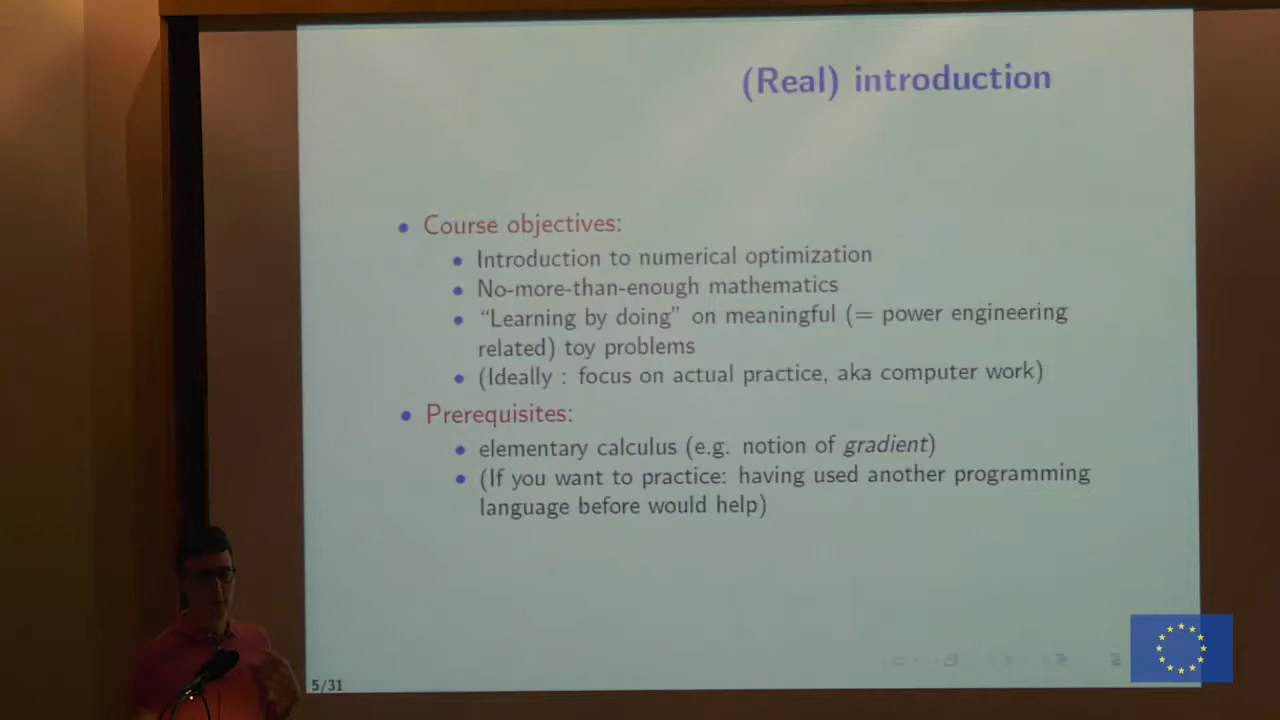 (Real) introduction
Course objectives:
Introduction to numerical optimization
No-more-than-enough mathematics
“Learning by doing” on meaningful (= power engineering
related) toy problems
(Ideally : focus on actual practice, aka computer work)
Prerequisites:
elementary calculus (e.g. notion of gradient)
(If you want to practice: having used another programming
language before would help)
5/31